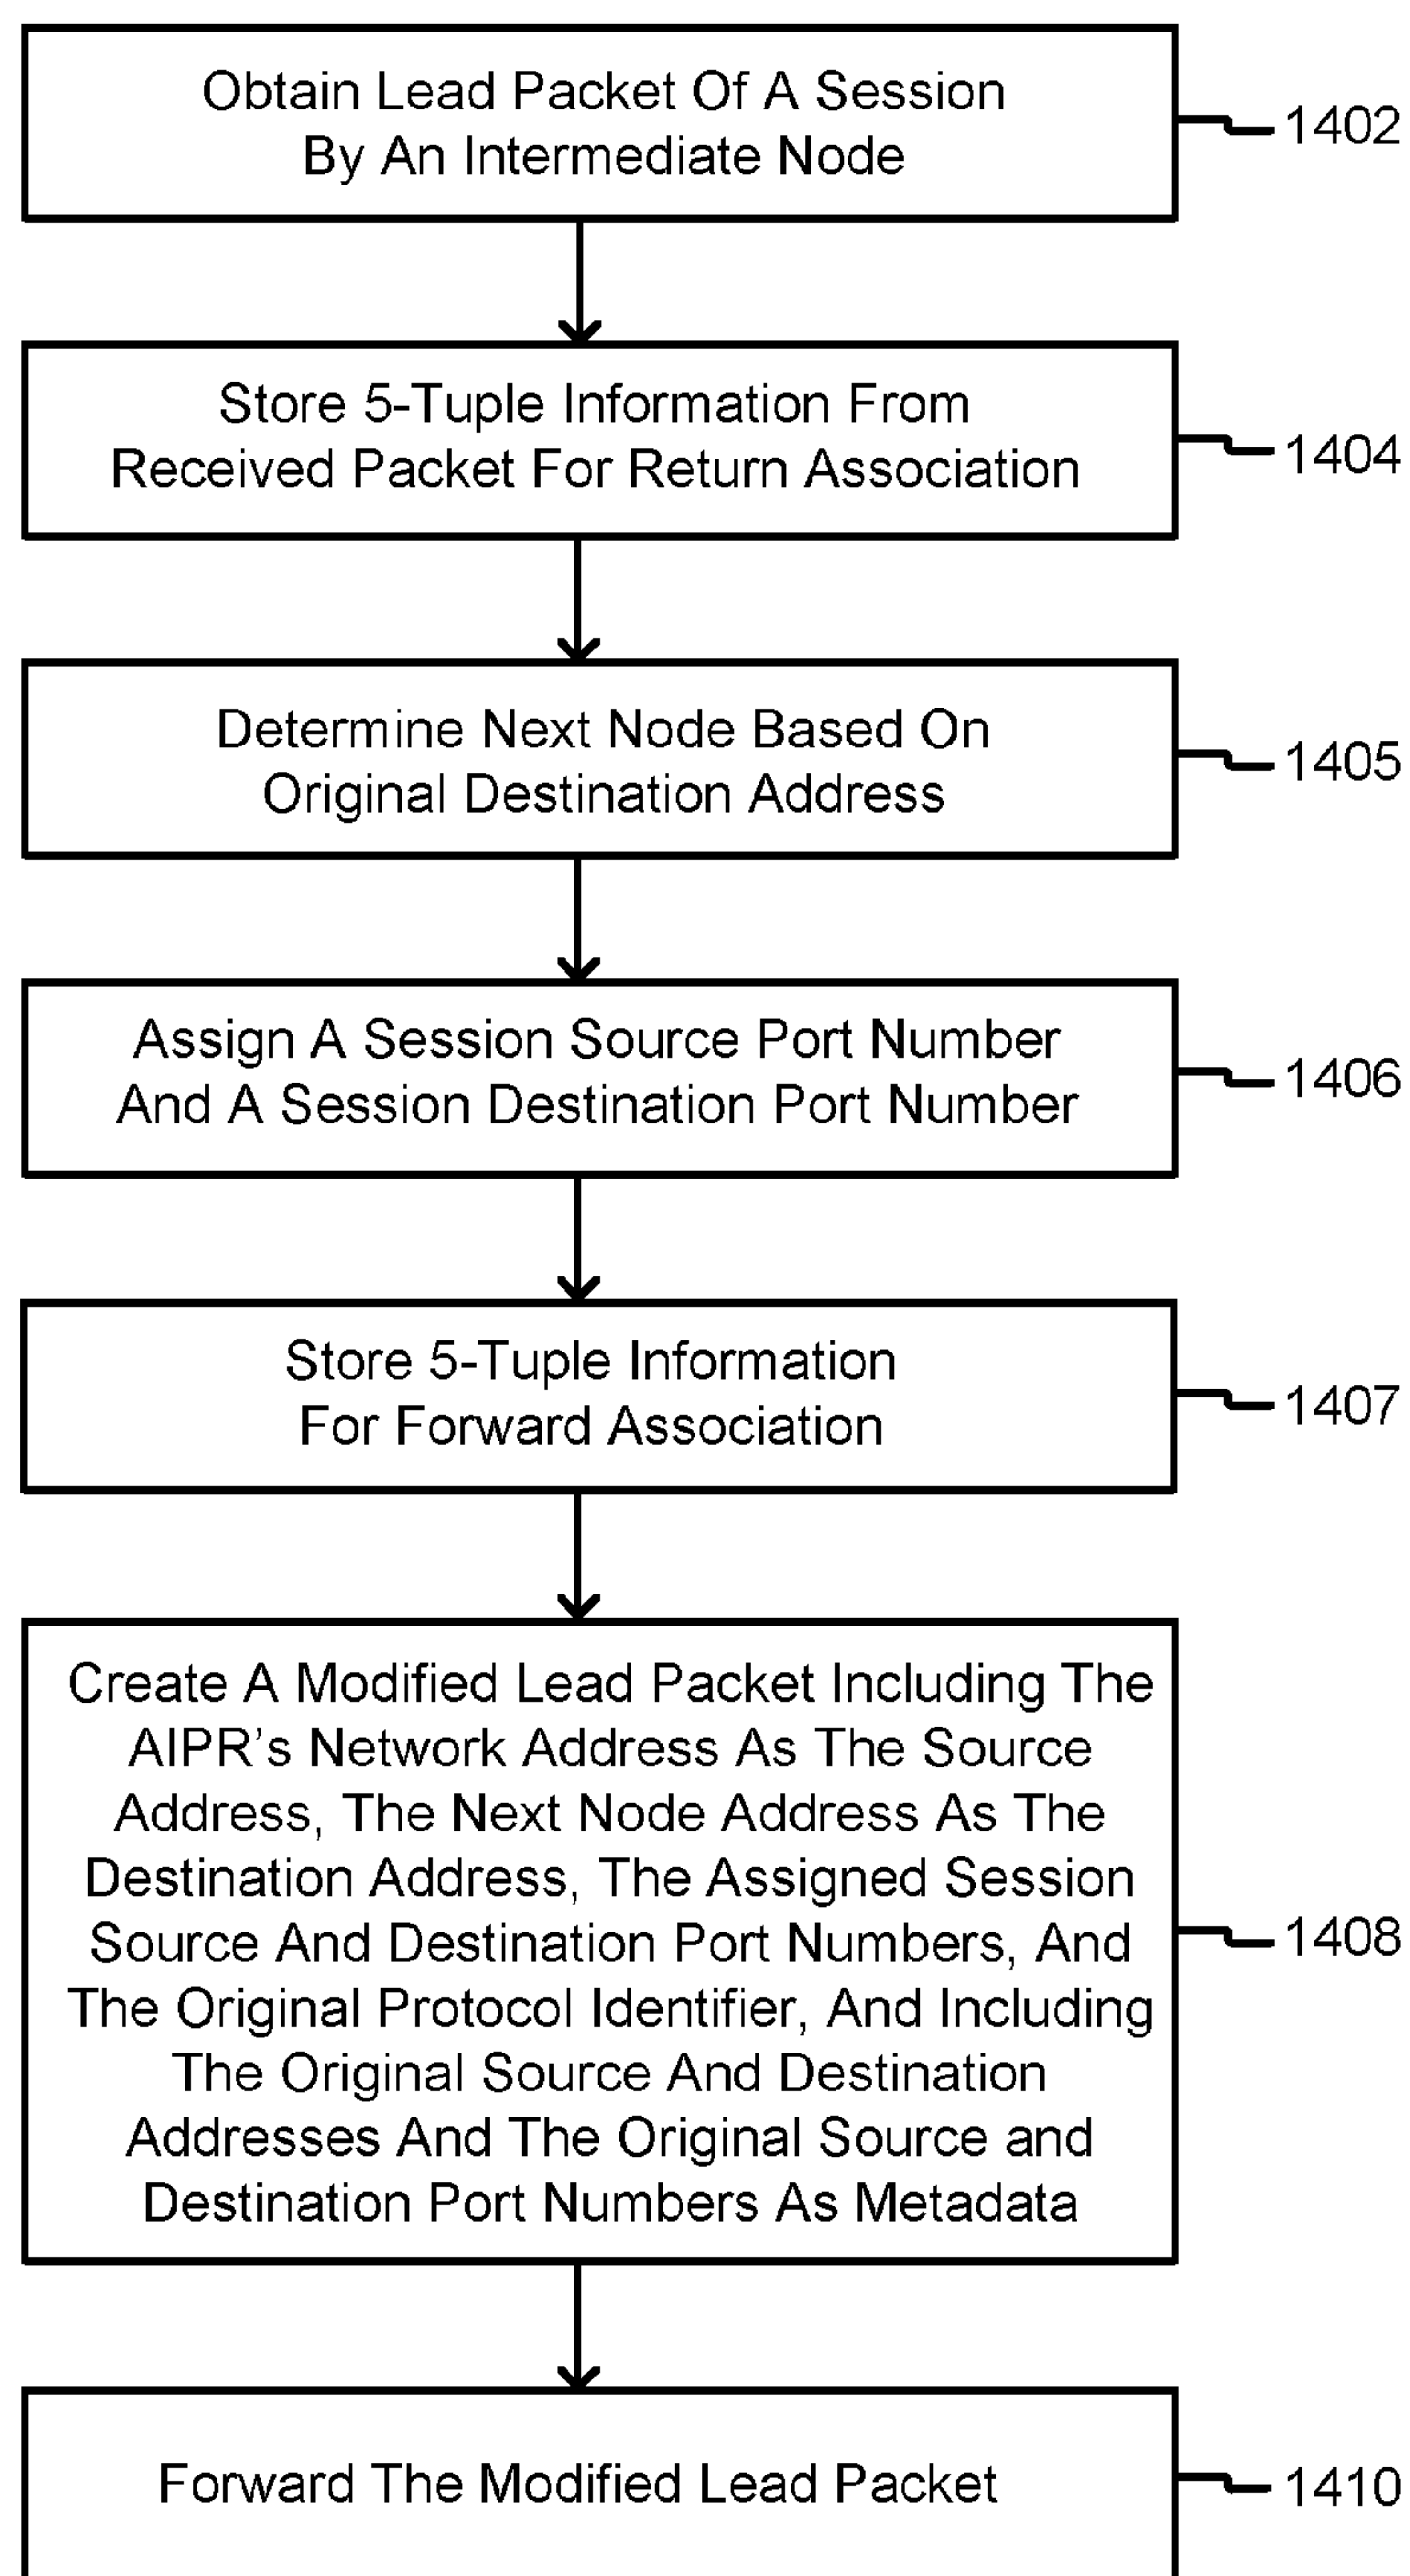 Obtain Lead Packet Of A Session
By An Intermediate Node
1402
Store 5-Tuple Information From
Received Packet For Return Association
1404
Determine Next Node Based On
Original Destination Address
1405
Assign A Session Source Port Number
And A Session Destination Port Number
1406
Store 5-Tuple Information
For Forward Association
1407
Create A Modified Lead Packet Including The
AIPR's Network Address As The Source
Address, The Next Node Address As The
Destination Address, The Assigned Session
Source And Destination Port Numbers, And
The Original Protocol Identifier, And Including
The Original Source And Destination
Addresses And The Original Source and
Destination Port Numbers As Metadata
1408
Forward The Modified Lead Packet
1410